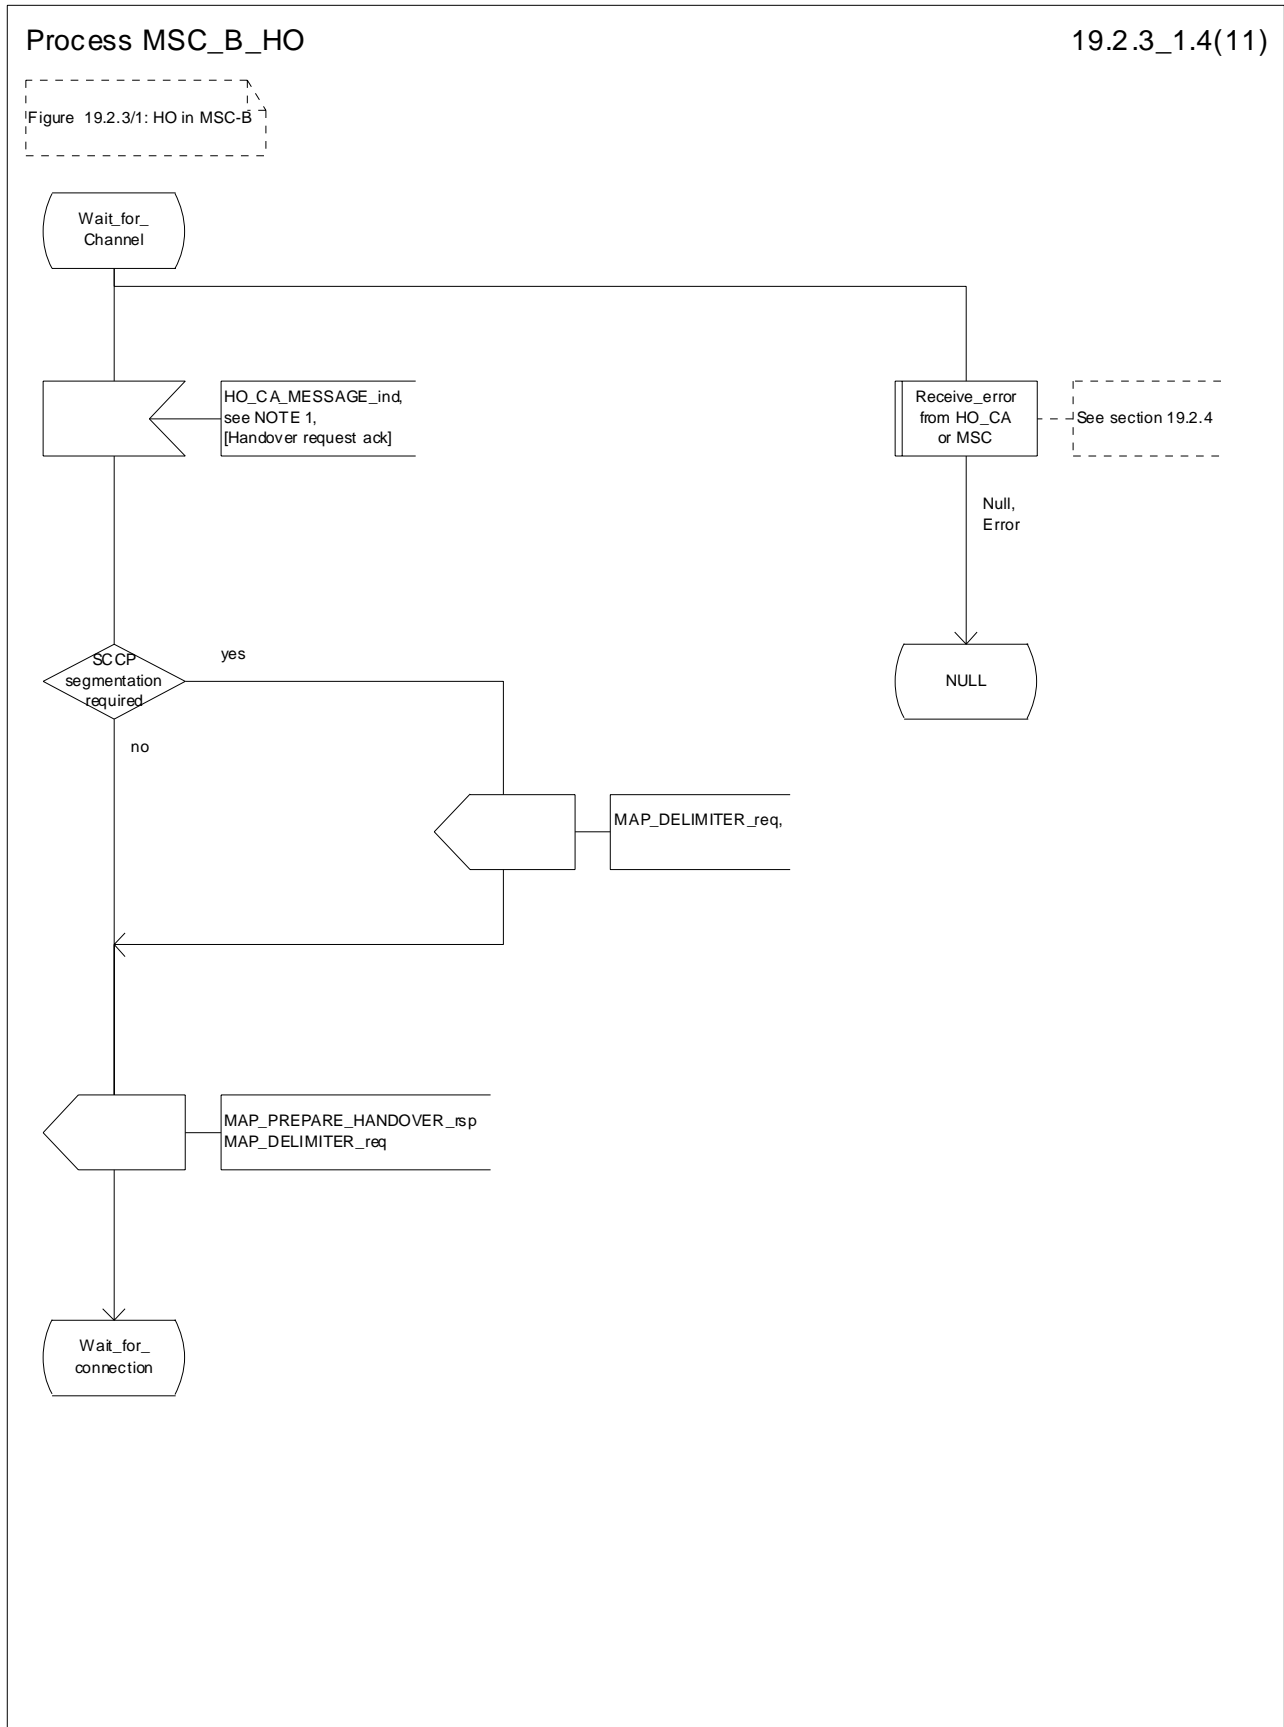 Process MSC_B_HO
19.2.3_1.4(11)
Figure 19.2.3/1: HO in MSC-B
Wait_for_
Channel
HO_CA_MESSAGE_ind,
see NOTE 1,
[Handover request ack]
Receive_error
from HO_CA
or MSC
See section 19.2.4
Null,
Error
SCCP
segmentation
required
yes
NULL
no
MAP_DELIMITER_req,
MAP_PREPARE_HANDOVER_rsp
MAP_DELIMITER_req
Wait_for_
connection